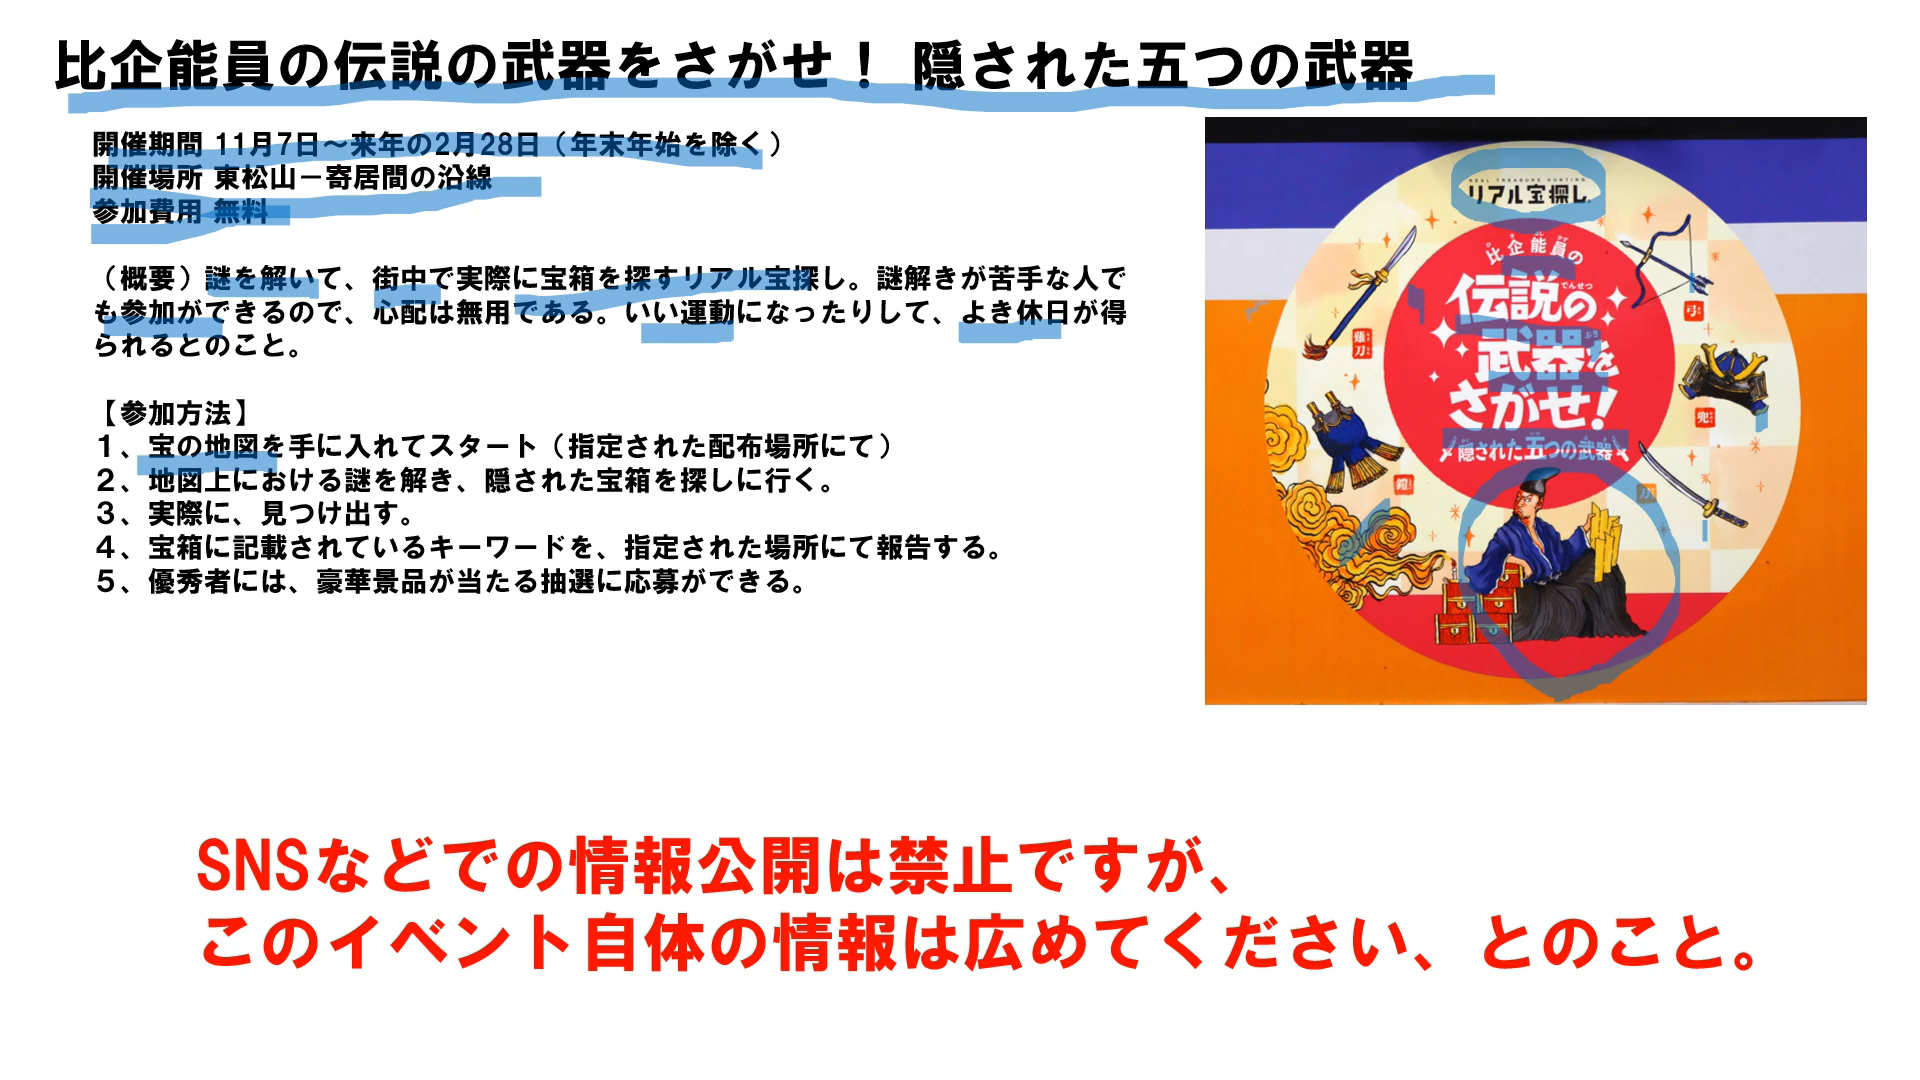 比企能員の伝説の武器をさがせ！ 隠された五つの武器
開催期間 11月7日～来年の2月28日（年末年始を除く）
開催場所 東松山－寄居間の沿線
参加費用 無料
（概要）謎を解いて、街中で実際に宝箱を探すリアル宝探し。謎解きが苦手な人で
も参加ができるので、心配は無用である。いい運動になったりして、よき休日が得
られるとのこと。
【参加方法】
１、宝の地図を手に入れてスタート（指定された配布場所にて）
２、地図上における謎を解き、隠された宝箱を探しに行く。
３、実際に、見つけ出す。
４、宝箱に記載されているキーワードを、指定された場所にて報告する。
５、優秀者には、豪華景品が当たる抽選に応募ができる。
REAL TREASURE HUNTING
リアル宝探し
比企能員の
伝説の
でんせつ
武器を
さがせ!
隠された五つの武器
薙刀
弓
兜
鎧
刀
SNSなどでの情報公開は禁止ですが、
このイベント自体の情報は広めてください、とのこと。